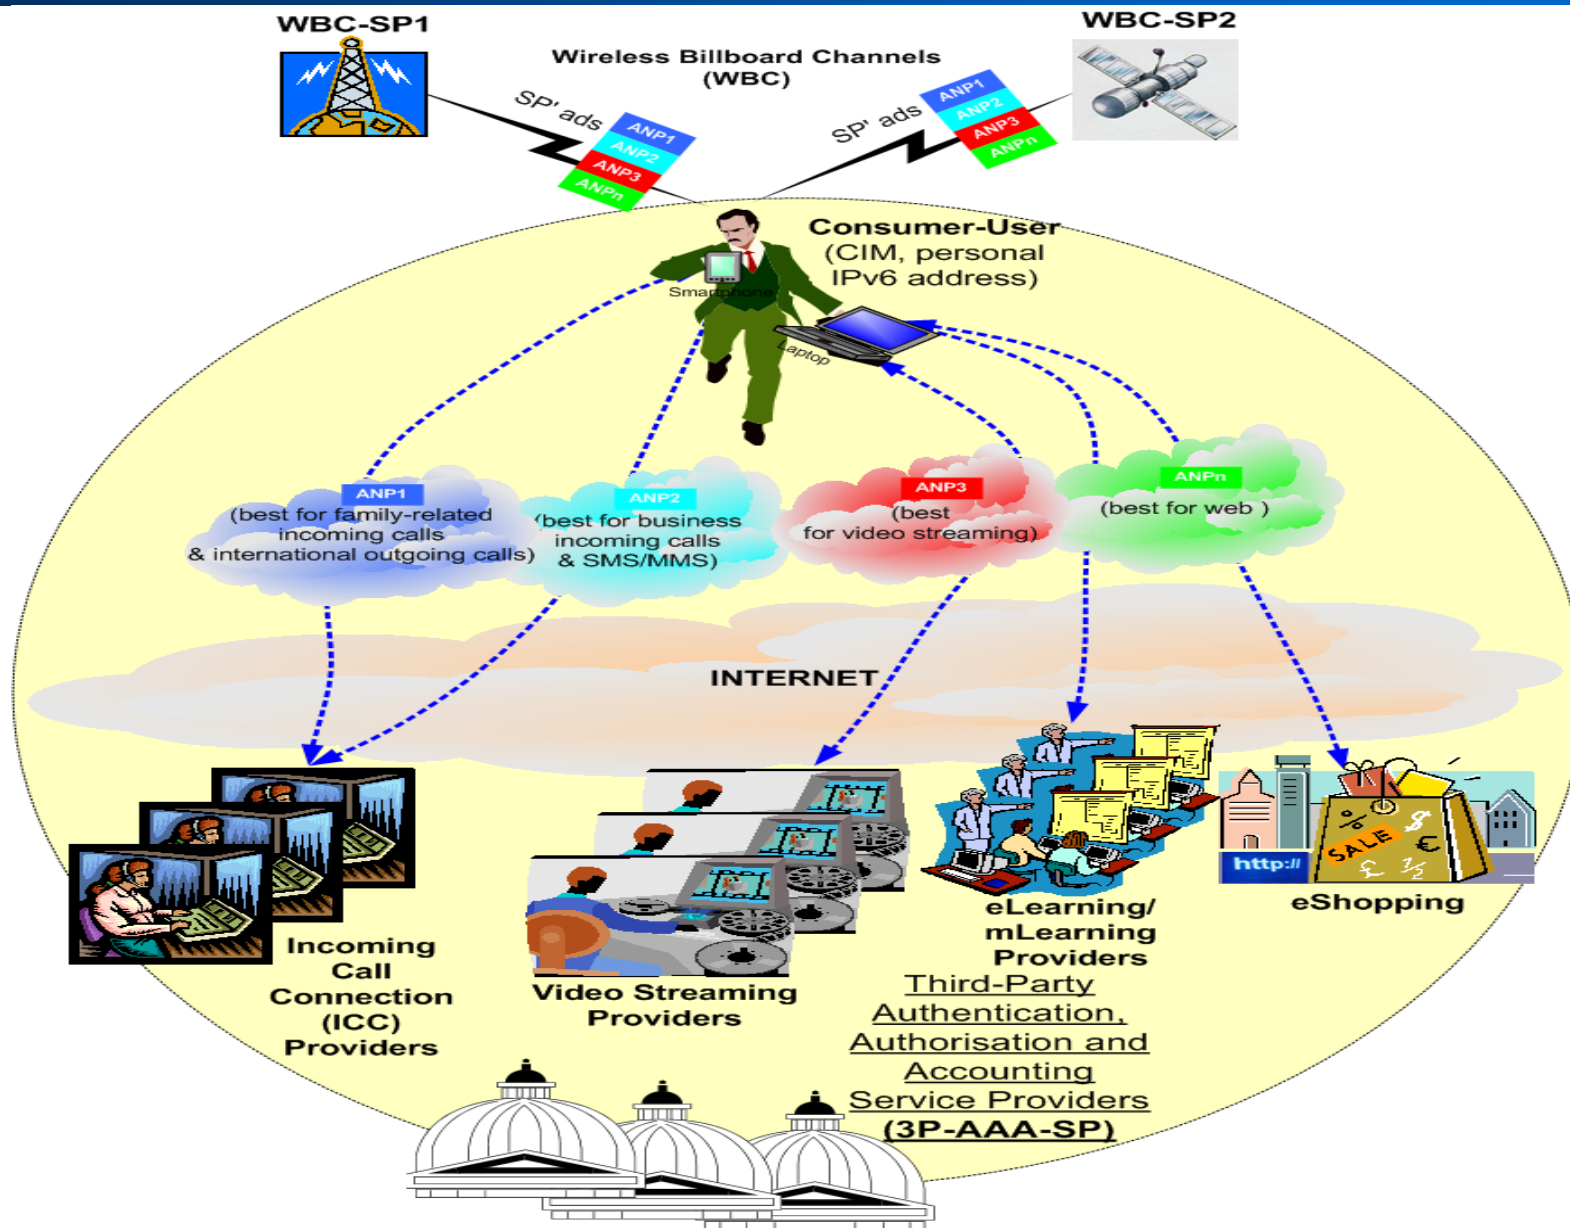 WBC-SP1
WBC-SP2
Wireless Billboard Channels
(WBC)
SP' ads
ANP1
ANP2
ANP3
ANPn
SP' ads
ANP1
ANP2
ANP3
ANPn
Consumer-User
(CIM, personal
IPv6 address)
Smartphone
Laptop
ANP1
(best for family-related
incoming calls
& international outgoing calls)
ANP2
(best for business
incoming calls
& SMS/MMS)
ANP3
(best
for video streaming)
ANPn
(best for web )
INTERNET
http://
%
$
SALE
€
£
½
Incoming
Call
Connection
(ICC)
Providers
Video Streaming
Providers
eLearning/
mLearning
Providers
eShopping
Third-Party
Authentication,
Authorisation and
Accounting
Service Providers
(3P-AAA-SP)